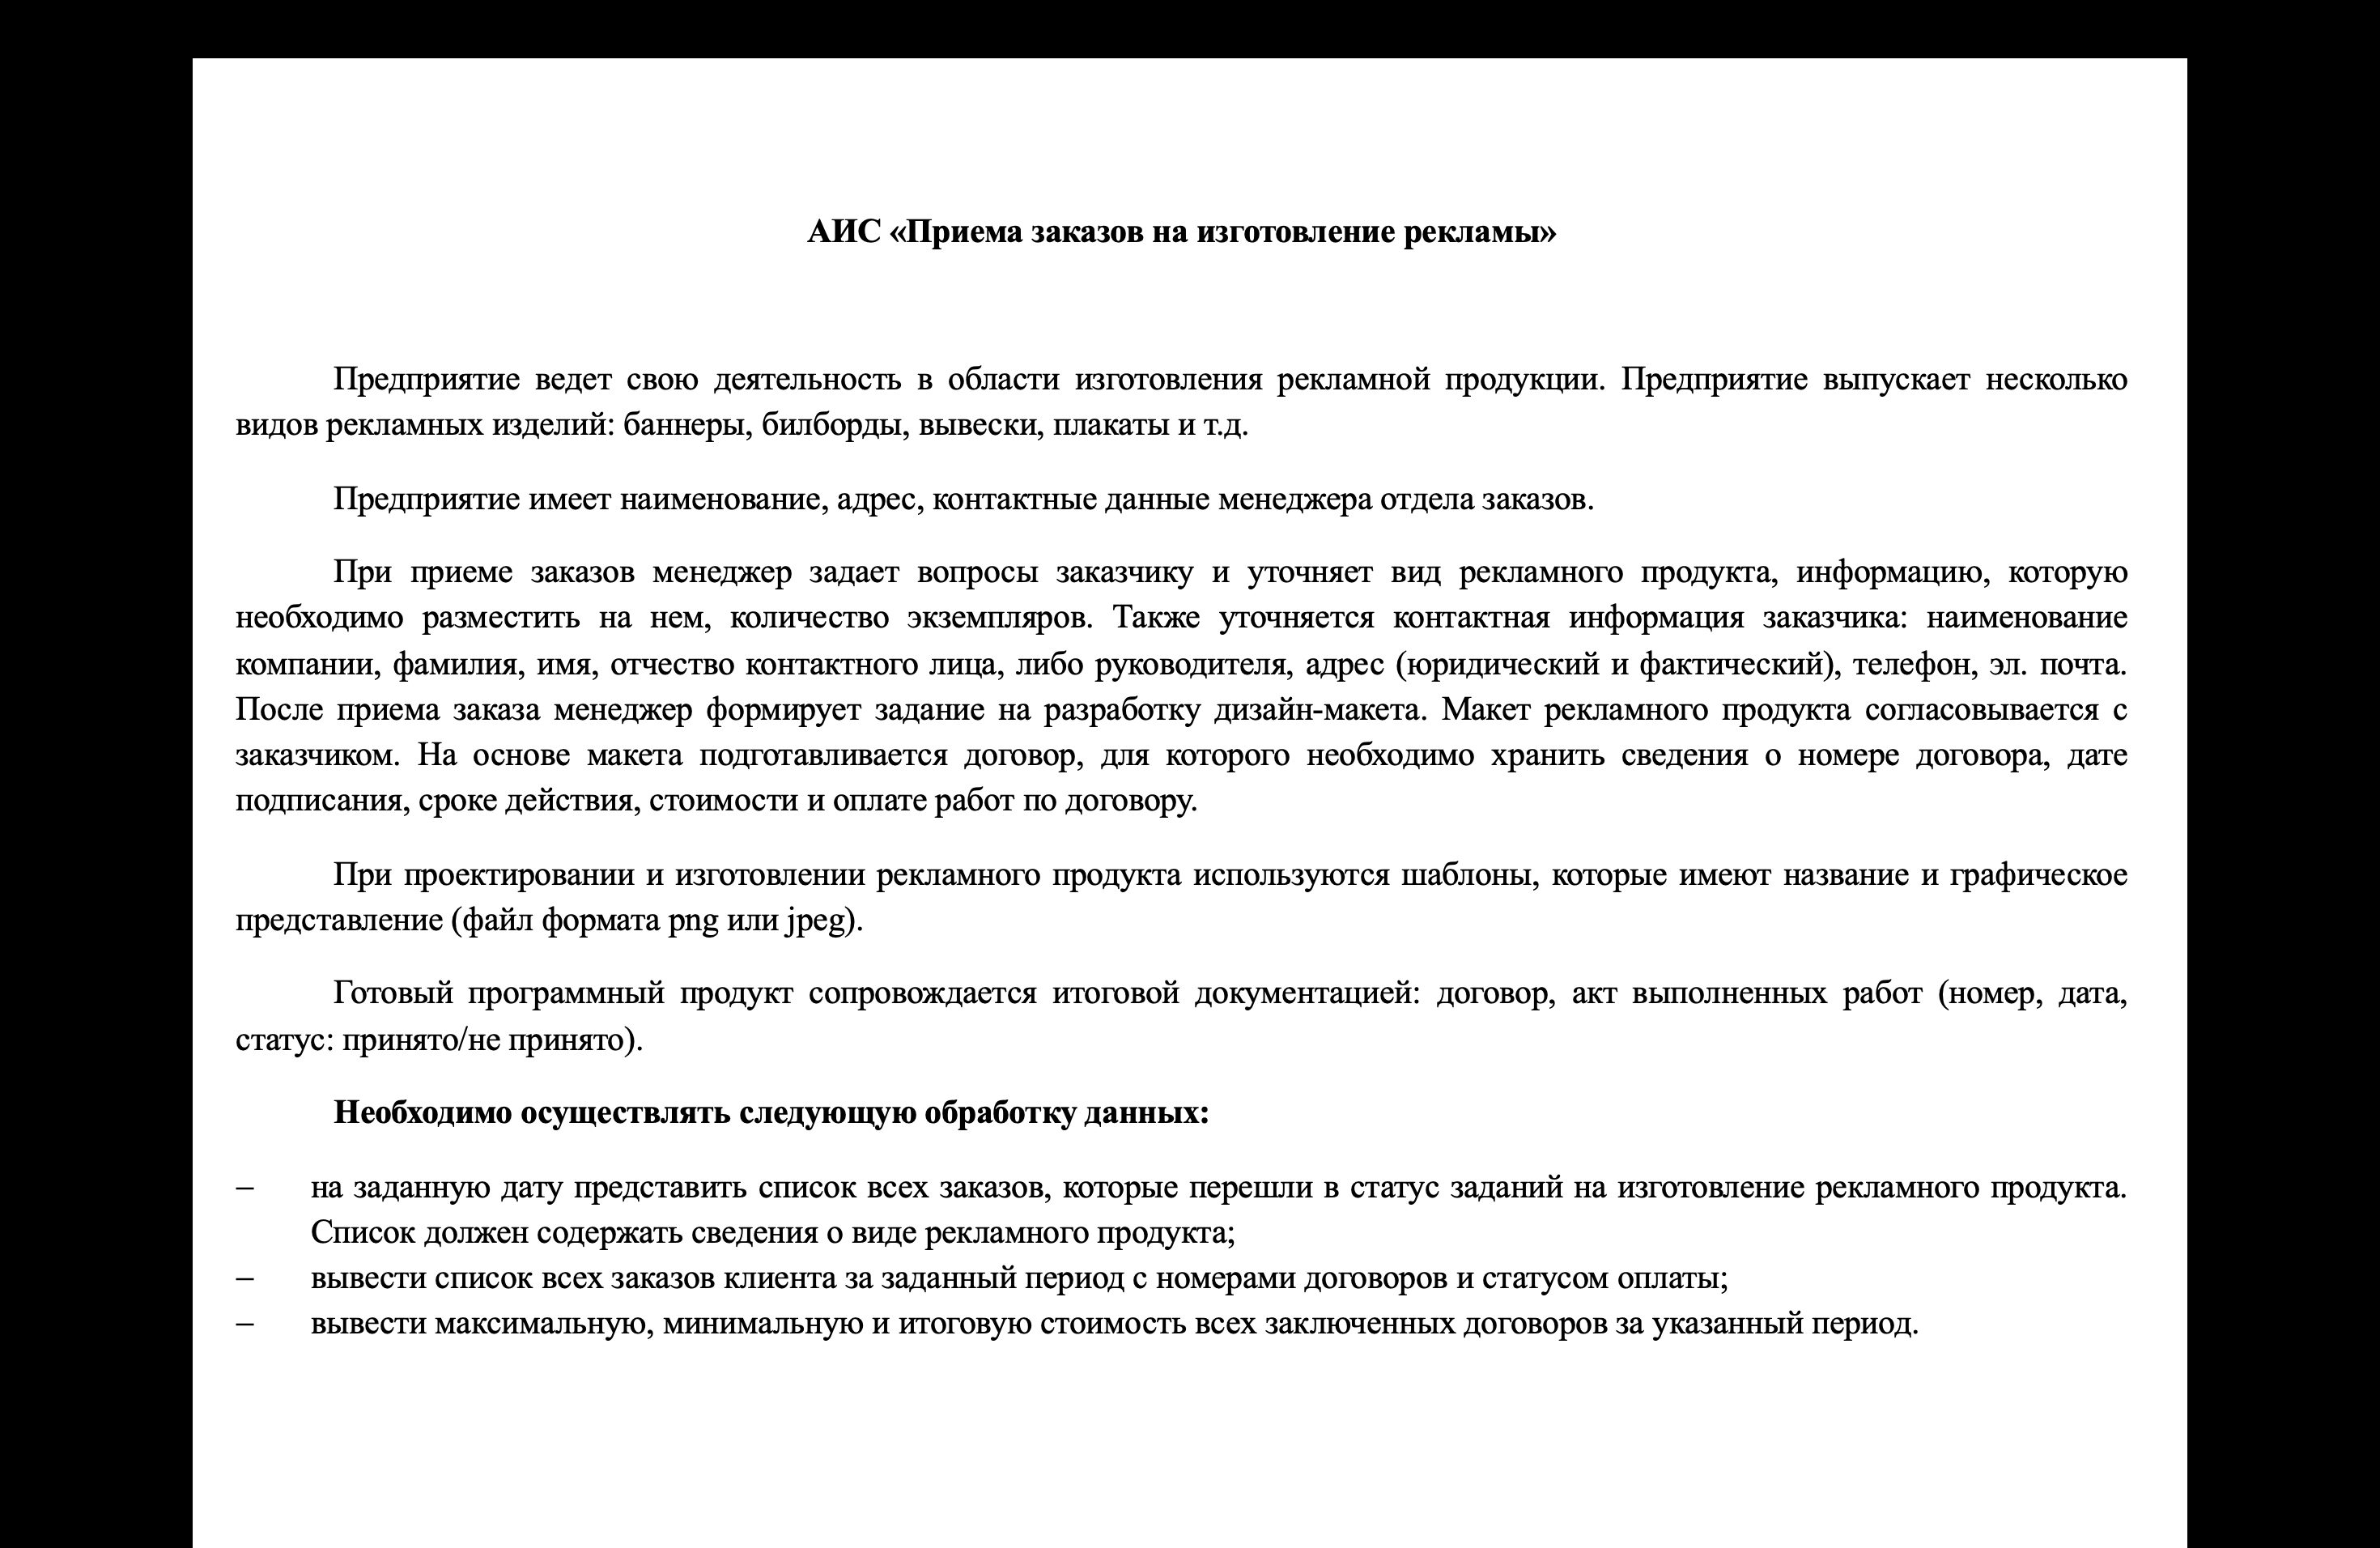 АИС «Приема заказов на изготовление рекламы»
Предприятие ведет свою деятельность в области изготовления рекламной продукции. Предприятие выпускает несколько
видов рекламных изделий: баннеры, билборды, вывески, плакаты и т.д.
Предприятие имеет наименование, адрес, контактные данные менеджера отдела заказов.
При приеме заказов менеджер задает вопросы заказчику и уточняет вид рекламного продукта, информацию, которую
необходимо разместить на нем, количество экземпляров. Также уточняется контактная информация заказчика: наименование
компании, фамилия, имя, отчество контактного лица, либо руководителя, адрес (юридический и фактический), телефон, эл. почта.
После приема заказа менеджер формирует задание на разработку дизайн-макета. Макет рекламного продукта согласовывается с
заказчиком. На основе макета подготавливается договор, для которого необходимо хранить сведения о номере договора, дате
подписания, сроке действия, стоимости и оплате работ по договору.
При проектировании и изготовлении рекламного продукта используются шаблоны, которые имеют название и графическое
представление (файл формата png или jpeg).
Готовый программный продукт сопровождается итоговой документацией: договор, акт выполненных работ (номер, дата,
статус: принято/не принято).
Необходимо осуществлять следующую обработку данных:
– на заданную дату представить список всех заказов, которые перешли в статус заданий на изготовление рекламного продукта.
Список должен содержать сведения о виде рекламного продукта;
– вывести список всех заказов клиента за заданный период с номерами договоров и статусом оплаты;
– вывести максимальную, минимальную и итоговую стоимость всех заключенных договоров за указанный период.